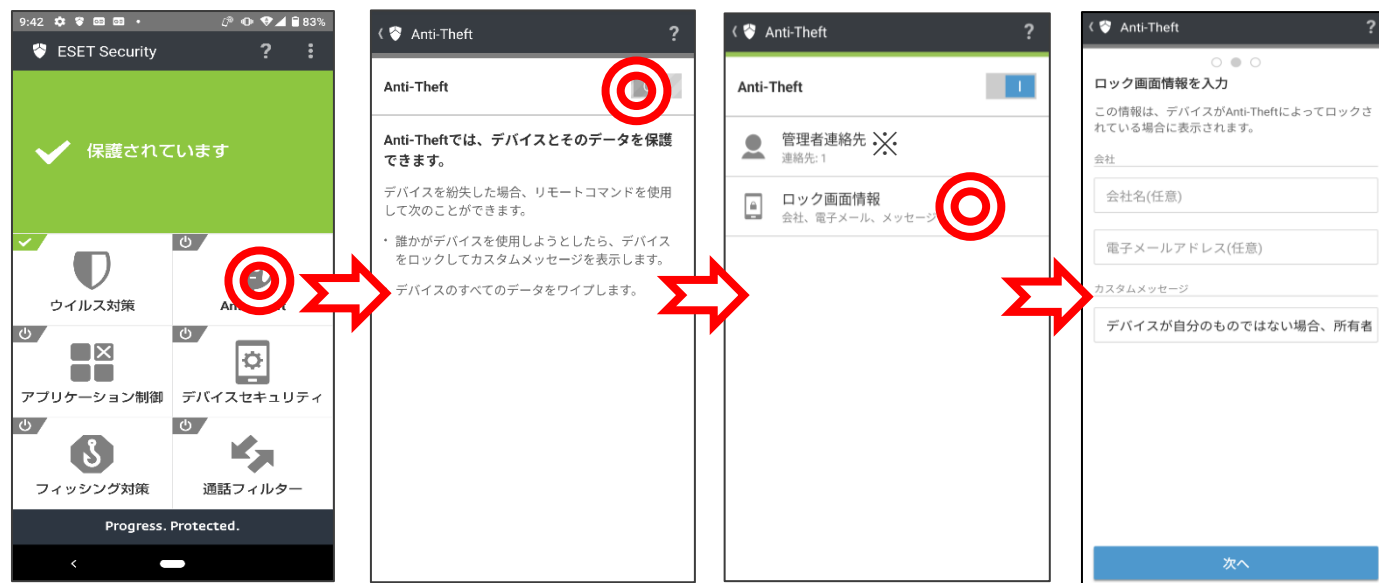 9:42
83%
ESET Security
?
保護されています
ウイルス対策
アプリケーション制御
デバイスセキュリティ
フィッシング対策
通話フィルター
Progress. Protected.
Anti-Theft
?
Anti-Theft
Anti-Theftでは、デバイスとそのデータを保護
できます。
デバイスを紛失した場合、リモートコマンドを使用
して次のことができます。
・ 誰かがデバイスを使用しようとしたら、デバイス
をロックしてカスタムメッセージを表示します。
デバイスのすべてのデータをワイプします。
Anti-Theft
?
Anti-Theft
管理者連絡先 ※
連絡先: 1
ロック画面情報
会社、電子メール、メッセージ
Anti-Theft
?
ロック画面情報を入力
この情報は、デバイスがAnti-Theftによってロックさ
れている場合に表示されます。
会社
会社名(任意)
電子メールアドレス(任意)
カスタムメッセージ
デバイスが自分のものではない場合、所有者
次へ